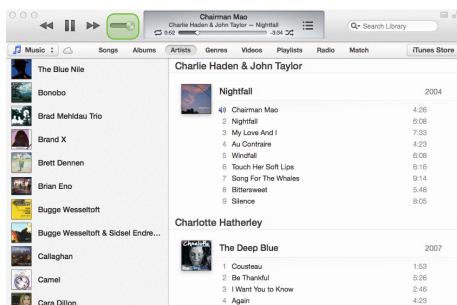 Chairman Mao
Charlie Haden & John Taylor — Nightfall
0:52 -3:34
Search Library
Music Songs Albums Artists Genres Videos Playlists Radio Match iTunes Store
The Blue Nile
Bonobo
Brad Mehldau Trio
Brand X
Brett Dennen
Brian Eno
Bugge Wesseltoft
Bugge Wesseltoft & Sidsel Endre...
Callaghan
Camel
Cara Dillon
Charlie Haden & John Taylor
Nightfall 2004
Chairman Mao 4:26
2 Nightfall 6:08
3 My Love And I 7:33
4 Au Contraire 4:23
5 Windfall 6:08
6 Touch Her Soft Lips 6:16
7 Song For The Whales 9:14
8 Bittersweet 5:48
9 Silence 8:05
Charlotte Hatherley
The Deep Blue 2007
1 Cousteau 1:53
2 Be Thankful 5:26
3 I Want You to Know 2:46
4 Again 4:23